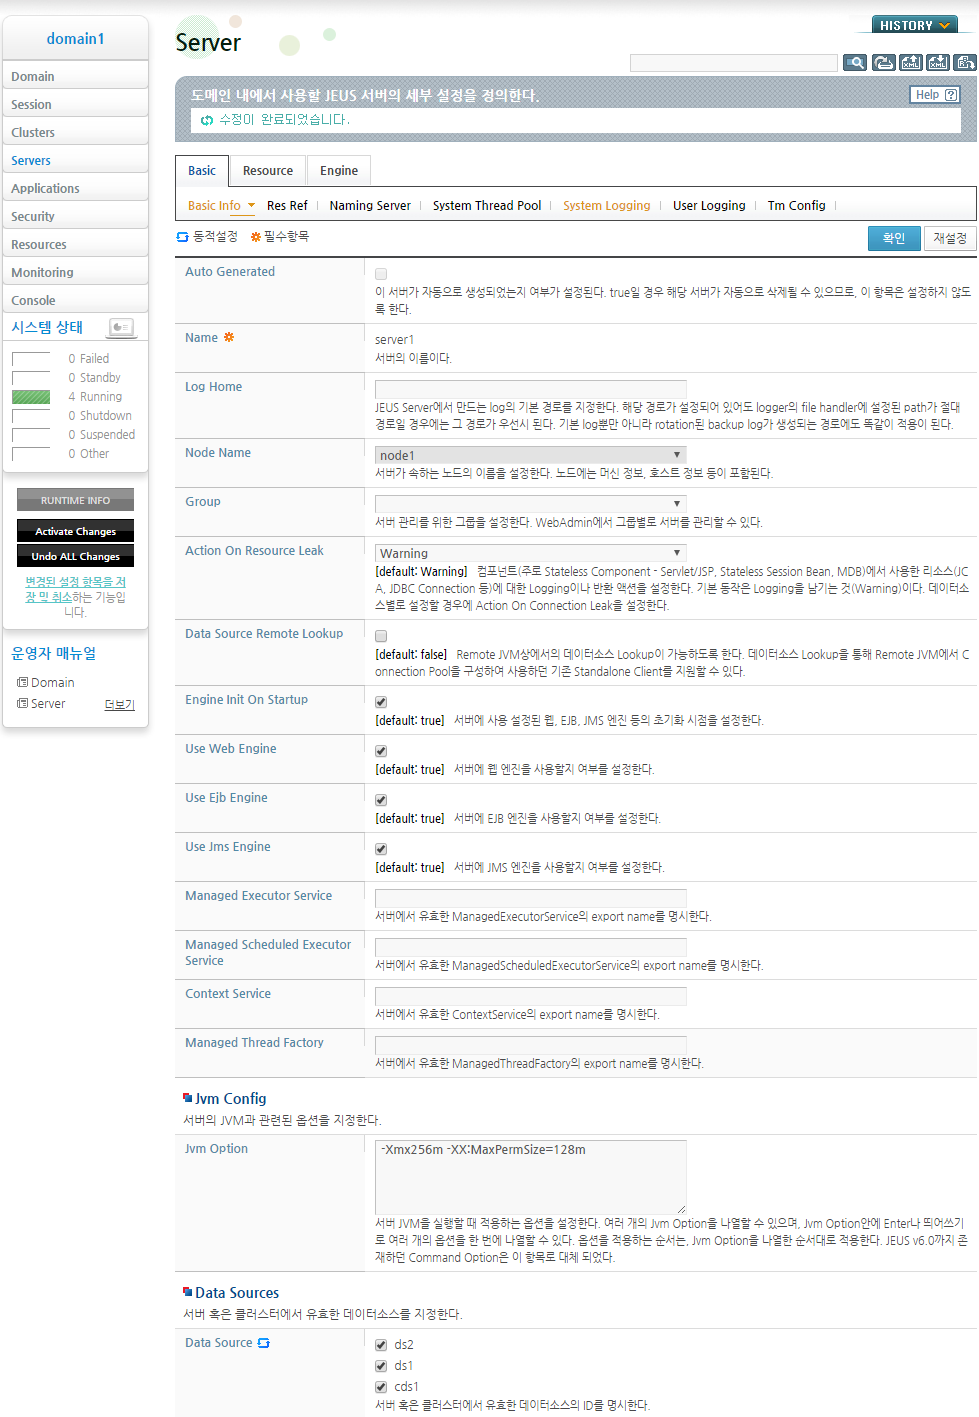 domain1
Domain
Session
Clusters
Servers
Applications
Security
Resources
Monitoring
Console
시스템 상태
0 Failed
0 Standby
4 Running
0 Shutdown
0 Suspended
0 Other
RUNTIME INFO
Activate Changes
Undo ALL Changes
변경된 설정 항목을 저
장 및 취소하는 기능입
니다.
운영자 매뉴얼
Domain
Server 더보기
Server
HISTORY
도메인 내에서 사용할 JEUS 서버의 세부 설정을 정의한다.
Help
수정이 완료되었습니다.
Basic Resource Engine
Basic Info Res Ref Naming Server System Thread Pool System Logging User Logging Tm Config
동적설정 필수항목 확인 재설정
Auto Generated
이 서버가 자동으로 생성되었는지 여부가 설정된다. true일 경우 해당 서버가 자동으로 삭제될 수 있으므로, 이 항목은 설정하지 않도
록 한다.
Name server1
서버의 이름이다.
Log Home
JEUS Server에서 만드는 log의 기본 경로를 지정한다. 해당 경로가 설정되어 있어도 logger의 file handler에 설정된 path가 절대
경로일 경우에는 그 경로가 우선시 된다. 기본 log뿐만 아니라 rotation된 backup log가 생성되는 경로에도 똑같이 적용이 된다.
Node Name node1
서버가 속하는 노드의 이름을 설정한다. 노드에는 머신 정보, 호스트 정보 등이 포함된다.
Group
서버 관리를 위한 그룹을 설정한다. WebAdmin에서 그룹별로 서버를 관리할 수 있다.
Action On Resource Leak Warning
[default: Warning] 컴포넌트(주로 Stateless Component - Servlet/JSP, Stateless Session Bean, MDB)에서 사용한 리소스(JC
A, JDBC Connection 등)에 대한 Logging이나 반환 액션을 설정한다. 기본 동작은 Logging을 남기는 것(Warning)이다. 데이터소
스별로 설정할 경우에 Action On Connection Leak을 설정한다.
Data Source Remote Lookup
[default: false] Remote JVM상에서의 데이터소스 Lookup이 가능하도록 한다. 데이터소스 Lookup을 통해 Remote JVM에서 C
onnection Pool을 구성하여 사용하던 기존 Standalone Client를 지원할 수 있다.
Engine Init On Startup
[default: true] 서버에 사용 설정된 웹, EJB, JMS 엔진 등의 초기화 시점을 설정한다.
Use Web Engine
[default: true] 서버에 웹 엔진을 사용할지 여부를 설정한다.
Use Ejb Engine
[default: true] 서버에 EJB 엔진을 사용할지 여부를 설정한다.
Use Jms Engine
[default: true] 서버에 JMS 엔진을 사용할지 여부를 설정한다.
Managed Executor Service
서버에서 유효한 ManagedExecutorService의 export name를 명시한다.
Managed Scheduled Executor
Service
서버에서 유효한 ManagedScheduledExecutorService의 export name를 명시한다.
Context Service
서버에서 유효한 ContextService의 export name를 명시한다.
Managed Thread Factory
서버에서 유효한 ManagedThreadFactory의 export name를 명시한다.
Jvm Config
서버의 JVM과 관련된 옵션을 지정한다.
Jvm Option -Xmx256m -XX:MaxPermSize=128m
서버 JVM을 실행할 때 적용하는 옵션을 설정한다. 여러 개의 Jvm Option을 나열할 수 있으며, Jvm Option안에 Enter나 띄어쓰기
로 여러 개의 옵션을 한 번에 나열할 수 있다. 옵션을 적용하는 순서는, Jvm Option을 나열한 순서대로 적용한다. JEUS v6.0까지 존
재하던 Command Option은 이 항목로 대체 되었다.
Data Sources
서버 혹은 클러스터에서 유효한 데이터소스를 지정한다.
Data Source ds2
ds1
cds1
서버 혹은 클러스터에서 유효한 데이터소스의 ID를 명시한다.